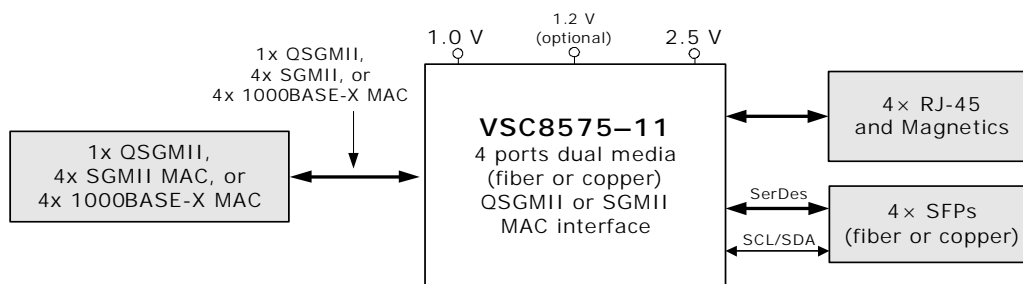 1.0 V
1.2 V
(optional)
2.5 V
1x QSGMII,
4x SGMII, or
4x 1000BASE-X MAC
1x QSGMII,
4x SGMII MAC, or
4x 1000BASE-X MAC
VSC8575–11
4 ports dual media
(fiber or copper)
QSGMII or SGMII
MAC interface
4× RJ-45
and Magnetics
SerDes
SCL/SDA
4× SFPs
(fiber or copper)